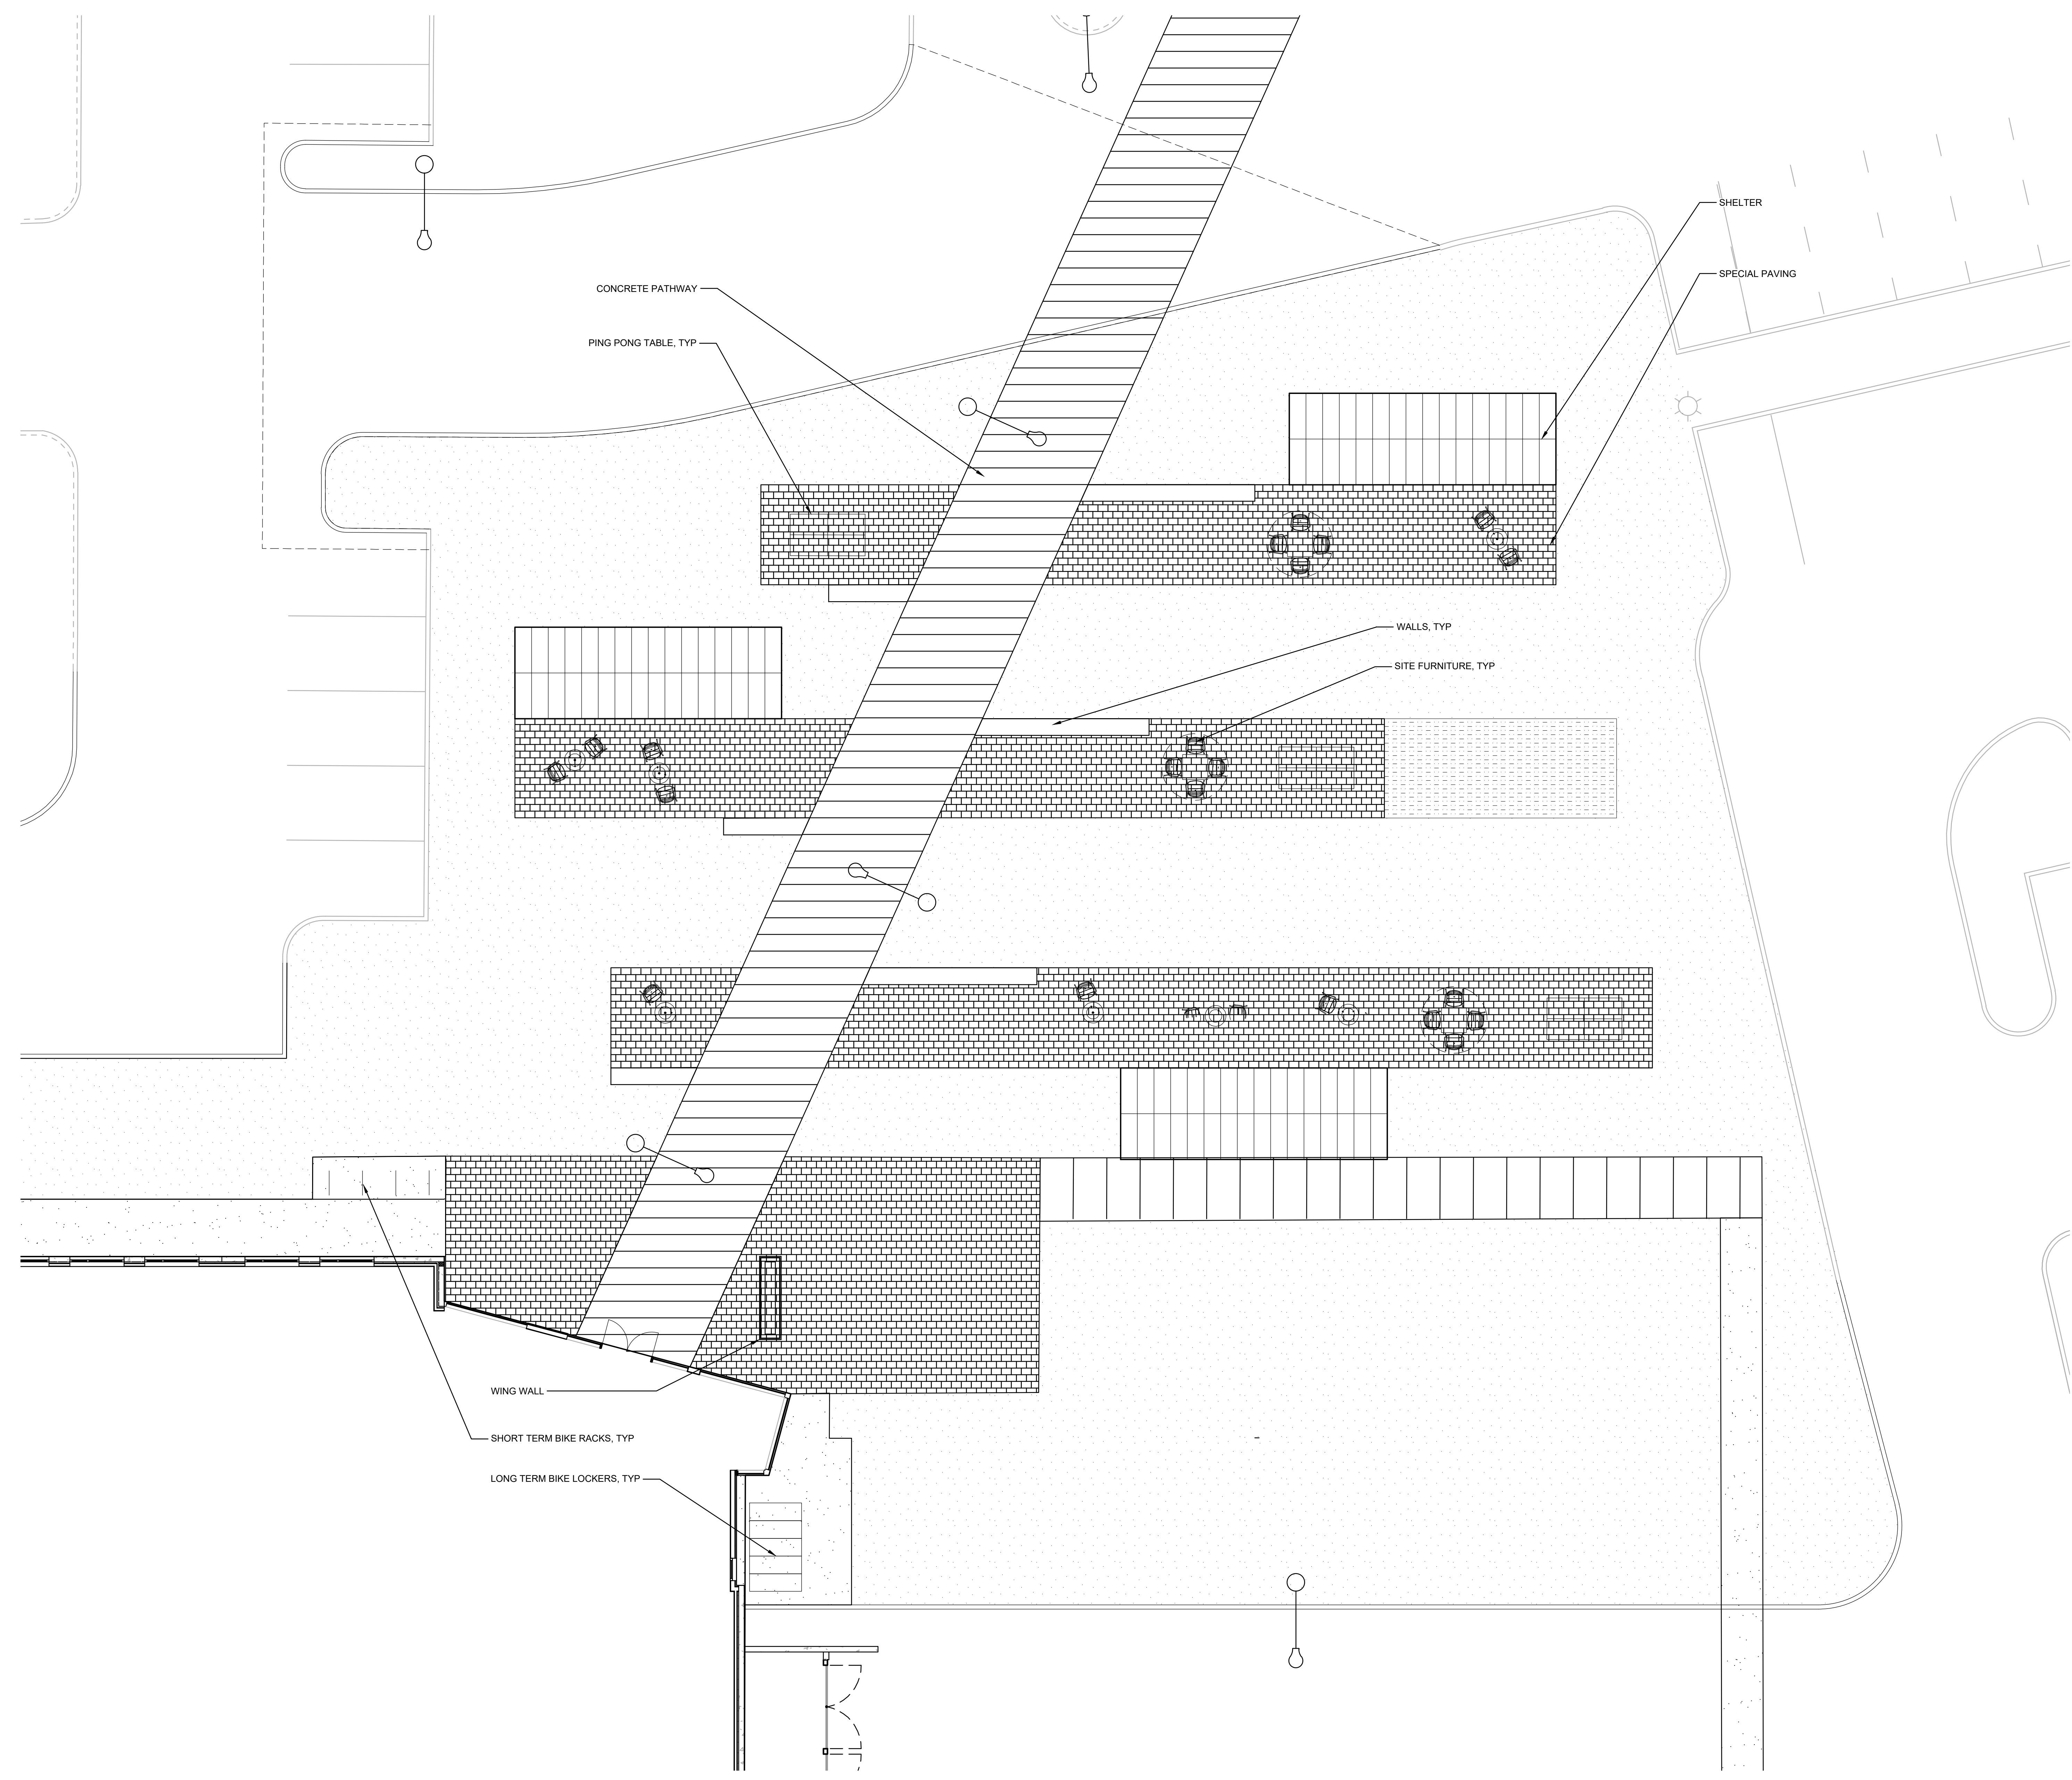 SHELTER
SPECIAL PAVING
CONCRETE PATHWAY
PING PONG TABLE, TYP
WALLS, TYP
SITE FURNITURE, TYP
WING WALL
SHORT TERM BIKE RACKS, TYP
LONG TERM BIKE LOCKERS, TYP